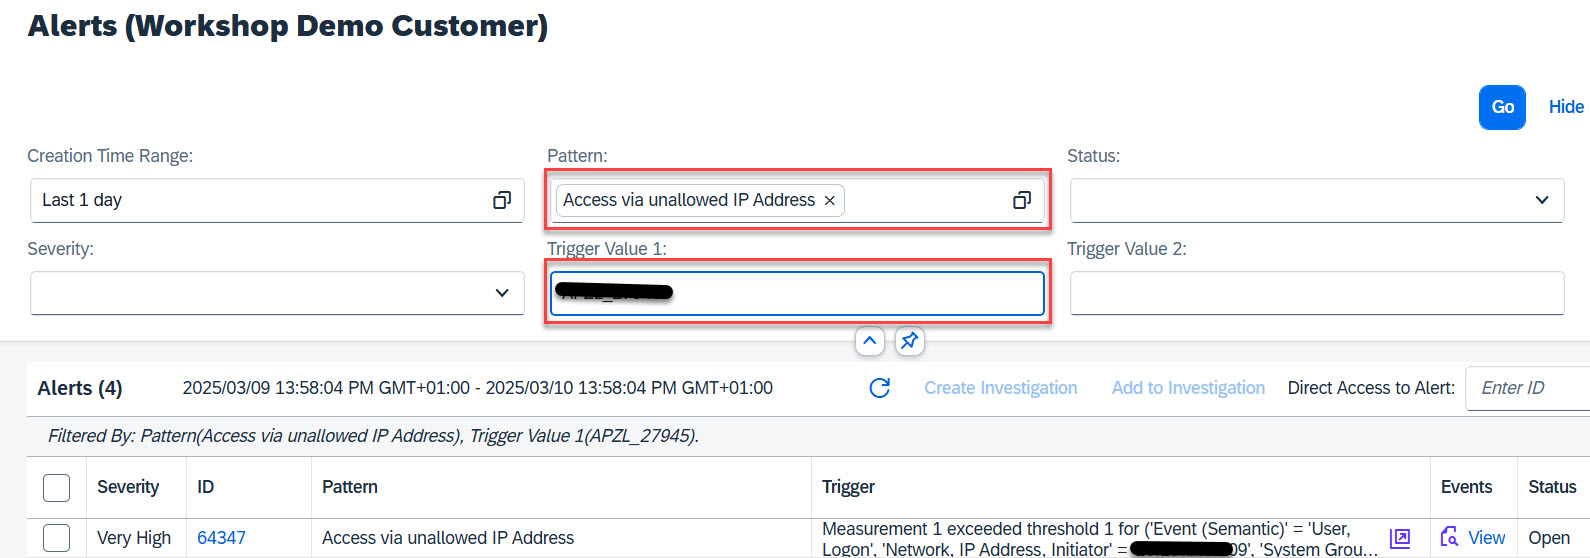 Alerts (Workshop Demo Customer)
Go Hide
Creation Time Range: Pattern: Status:
Last 1 day Access via unallowed IP Address
Severity: Trigger Value 1: Trigger Value 2:
Alerts (4) 2025/03/09 13:58:04 PM GMT+01:00 - 2025/03/10 13:58:04 PM GMT+01:00 Create Investigation Add to Investigation Direct Access to Alert: Enter ID
Filtered By: Pattern(Access via unallowed IP Address), Trigger Value 1(APZL_27945).
Severity ID Pattern Trigger Events Status
Very High 64347 Access via unallowed IP Address Measurement 1 exceeded threshold 1 for ('Event (Semantic)' = 'User, View Open
Logon', 'Network, IP Address, Initiator' = 09', 'System Grou...